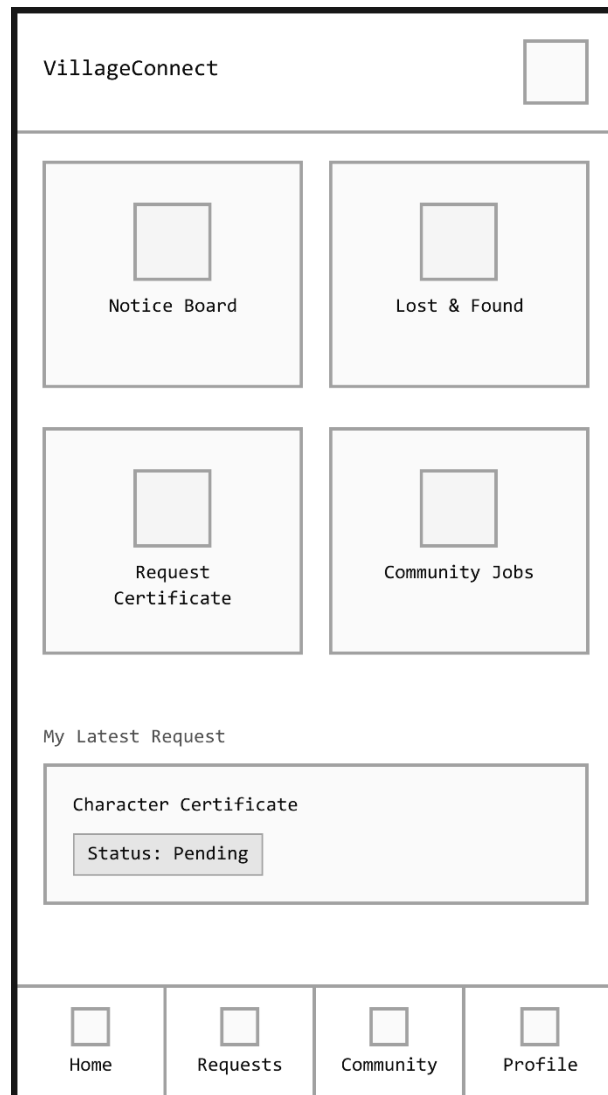 VillageConnect
Notice Board
Lost & Found
Request
Certificate
Community Jobs
My Latest Request
Character Certificate
Status: Pending
Home
Requests
Community
Profile